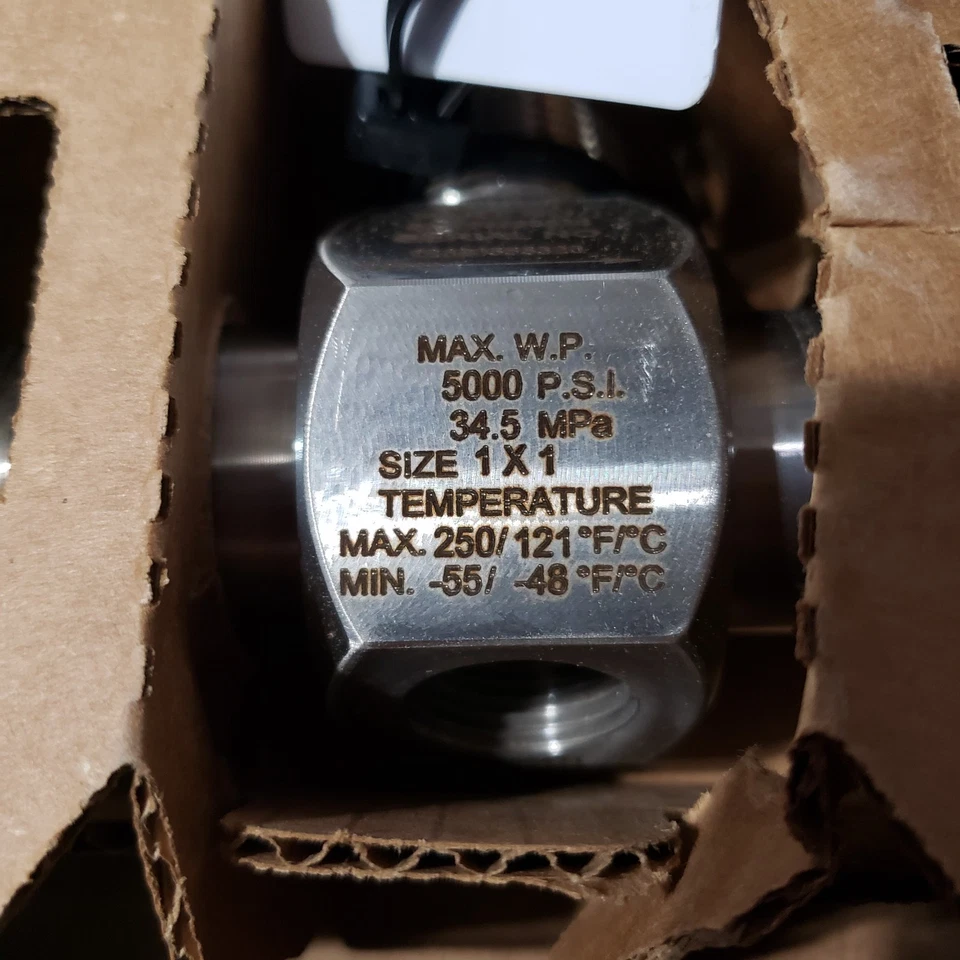 MAX. W.P.
5000 P.S.I.
34.5 MPa
SIZE 1 X 1
TEMPERATURE
MAX. 250/121 °F/°C
MIN. -55/ -48 °F/°C